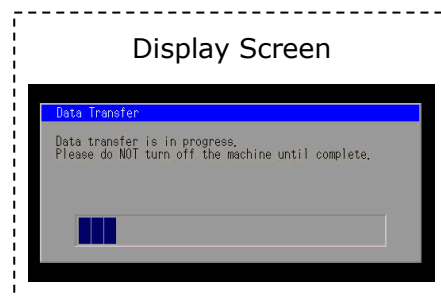 Display Screen
Data Transfer
Data transfer is in progress.
Please do NOT turn off the machine until complete.